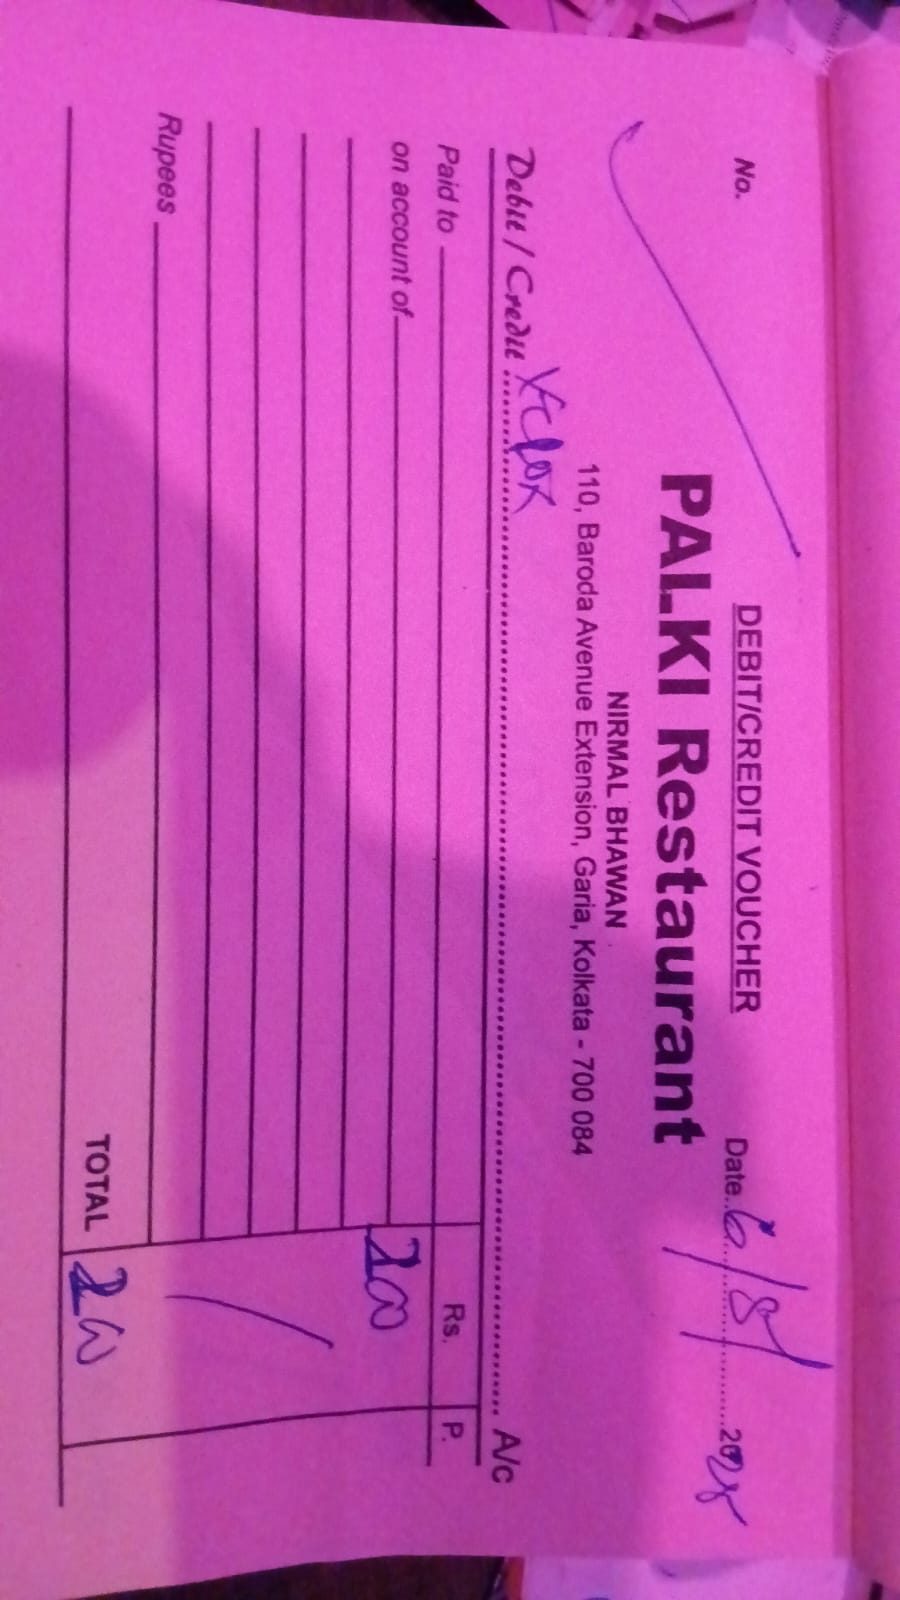 DEBIT/CREDIT VOUCHER
No.
Date 6/8/ 2028
PALKI Restaurant
NIRMAL BHAWAN
110, Baroda Avenue Extension, Garia, Kolkata - 700 084
Debit / Credit A/c
Paid to Rs. P.
on account of 200
Rupees
TOTAL 200